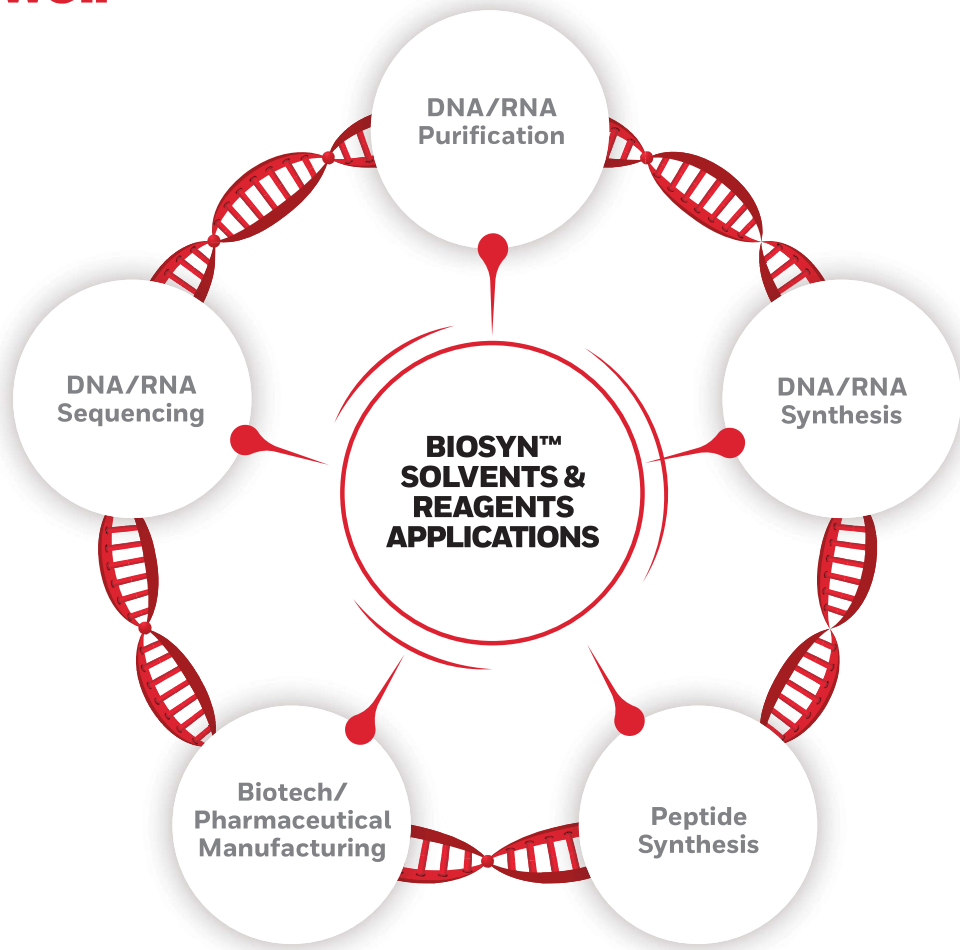 DNA/RNA
Purification
DNA/RNA
Sequencing
DNA/RNA
Synthesis
BIOSYN™
SOLVENTS &
REAGENTS
APPLICATIONS
Biotech/
Pharmaceutical
Manufacturing
Peptide
Synthesis